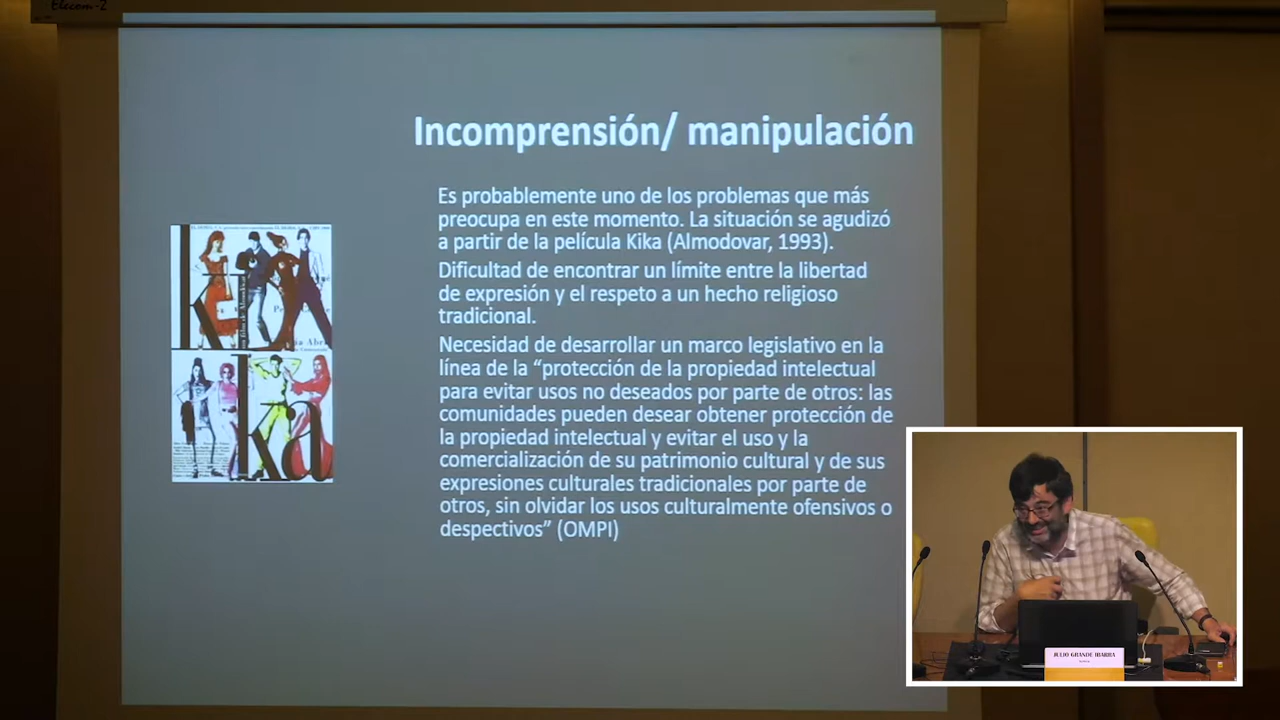 Elecom-2
Incomprensión/ manipulación
Es probablemente uno de los problemas que más
preocupa en este momento. La situación se agudizó
a partir de la película Kika (Almodovar, 1993).
Dificultad de encontrar un límite entre la libertad
de expresión y el respeto a un hecho religioso
tradicional.
Necesidad de desarrollar un marco legislativo en la
línea de la “protección de la propiedad intelectual
para evitar usos no deseados por parte de otros: las
comunidades pueden desear obtener protección de
la propiedad intelectual y evitar el uso y la
comercialización de su patrimonio cultural y de sus
expresiones culturales tradicionales por parte de
otros, sin olvidar los usos culturalmente ofensivos o
despectivos” (OMPI)
Ki
ka
JULIO GRANDE IBARRA